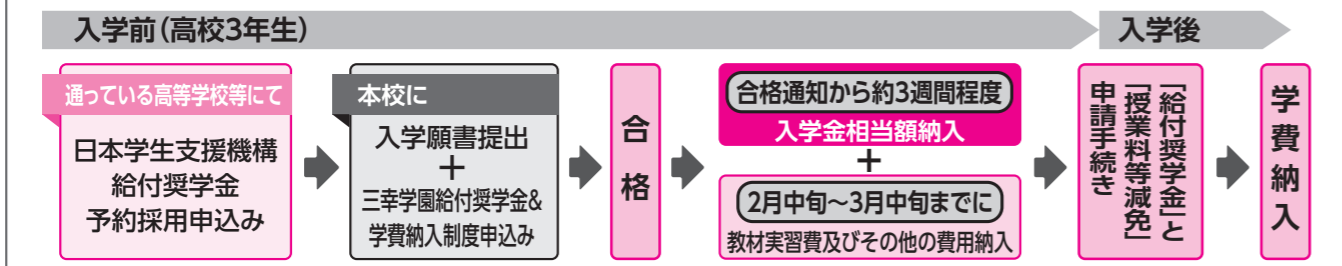 入学前(高校3年生)
入学後
通っている高等学校等にて
日本学生支援機構
給付奨学金
予約採用申込み
本校に
入学願書提出
+
三幸学園給付奨学金&
学費納入制度申込み
合格
合格通知から約3週間程度
入学金相当額納入
+
2月中旬〜3月中旬までに
教材実習費及びその他の費用納入
「給付奨学金」と
「授業料等減免」
申請手続き
学費納入